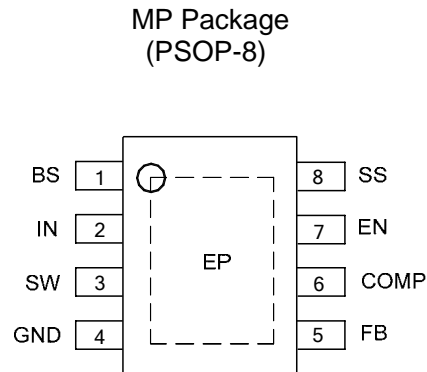 MP Package
(PSOP-8)
BS 1 8 SS
IN 2 7 EN
EP
SW 3 6 COMP
GND 4 5 FB